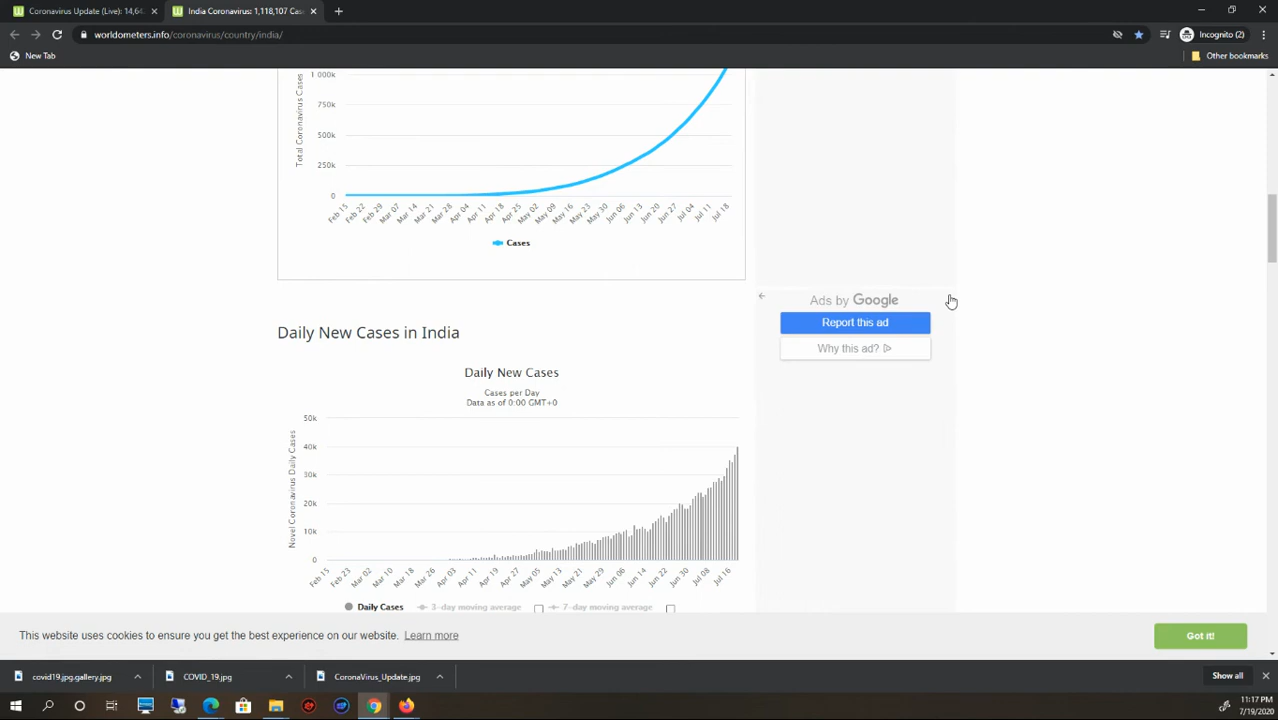 Coronavirus Update (Live): 14,64
India Coronavirus: 1,118,107 Cas
worldometers.info/coronavirus/country/india/
Incognito (2)
New Tab
Other bookmarks
Total Coronavirus Cases
1 000k
750k
500k
250k
0
Feb 15
Feb 22
Feb 29
Mar 07
Mar 14
Mar 21
Mar 28
Apr 04
Apr 11
Apr 18
Apr 25
May 02
May 09
May 16
May 23
May 30
Jun 06
Jun 13
Jun 20
Jun 27
Jul 04
Jul 11
Jul 18
Cases
Ads by Google
Report this ad
Why this ad?
Daily New Cases in India
Daily New Cases
Cases per Day
Data as of 0:00 GMT+0
Novel Coronavirus Daily Cases
50k
40k
30k
20k
10k
0
Feb 15
Feb 23
Mar 02
Mar 10
Mar 18
Mar 26
Apr 03
Apr 11
Apr 19
Apr 27
May 05
May 13
May 21
May 29
Jun 06
Jun 14
Jun 22
Jun 30
Jul 08
Jul 16
Daily Cases
3-day moving average
7-day moving average
This website uses cookies to ensure you get the best experience on our website. Learn more
Got it!
covid19.jpg.gallery.jpg
COVID_19.jpg
CoronaVirus_Update.jpg
Show all
11:17 PM
7/19/2020